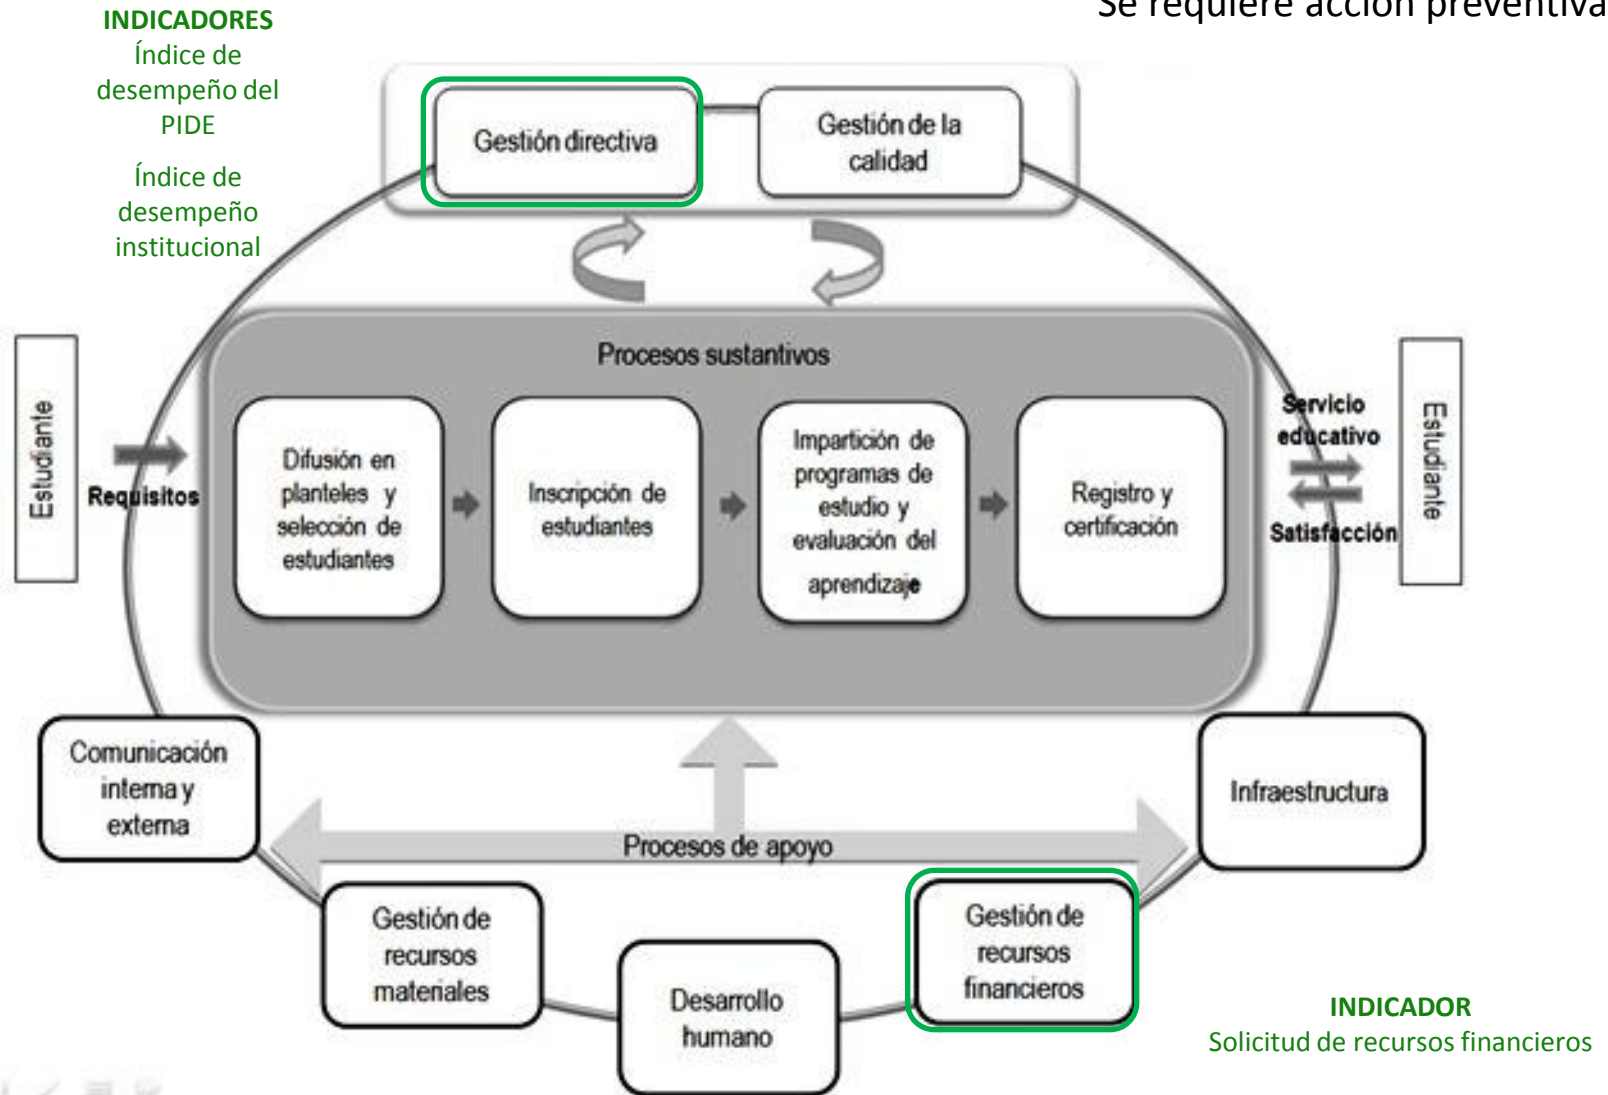 Se requiere acción preventiva
INDICADORES
Índice de
desempeño del
PIDE
Índice de
desempeño
institucional
Gestión directiva
Gestión de la
calidad
Procesos sustantivos
Estudiante
Requisitos
Difusión en
planteles y
selección de
estudiantes
Inscripción de
estudiantes
Impartición de
programas de
estudio y
evaluación del
aprendizaje
Registro y
certificación
Servicio
educativo
Satisfacción
Estudiante
Comunicación
interna y
externa
Infraestructura
Procesos de apoyo
Gestión de
recursos
materiales
Desarrollo
humano
Gestión de
recursos
financieros
INDICADOR
Solicitud de recursos financieros